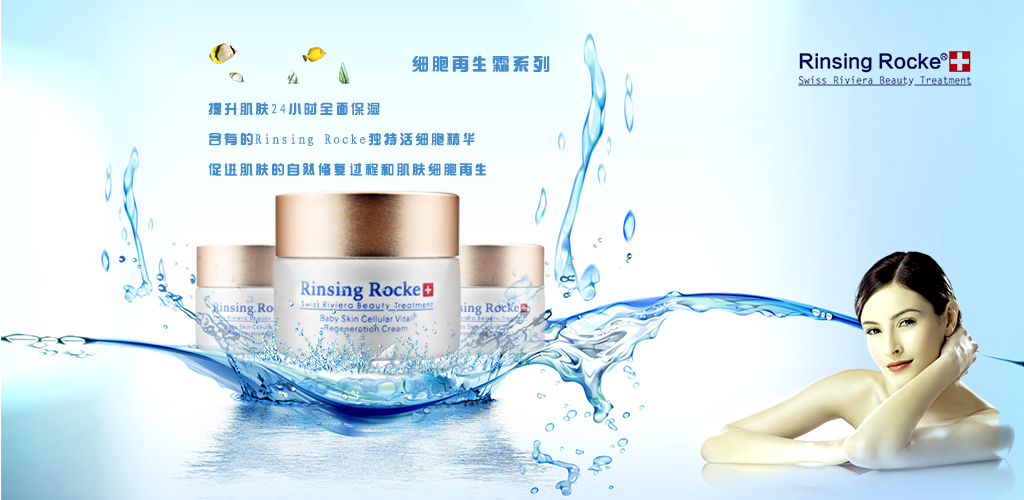 细胞再生霜系列
Rinsing Rocke®
Swiss Riviera Beauty Treatment
提升肌肤24小时全面保湿
含有的Rinsing Rocke独特活细胞精华
促进肌肤的自然修复过程和肌肤细胞再生
Rinsing Rocke
Swiss Riviera Beauty Treatment
Baby Skin Cellular Vital
Regeneration Cream
Rinsing
Rinsing Rocke